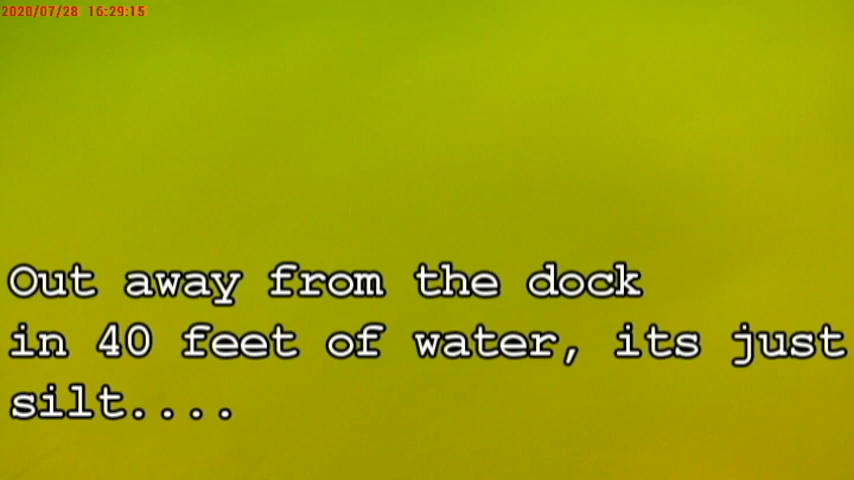 2020/07/28 16:29:15
Out away from the dock
in 40 feet of water, its just
silt....